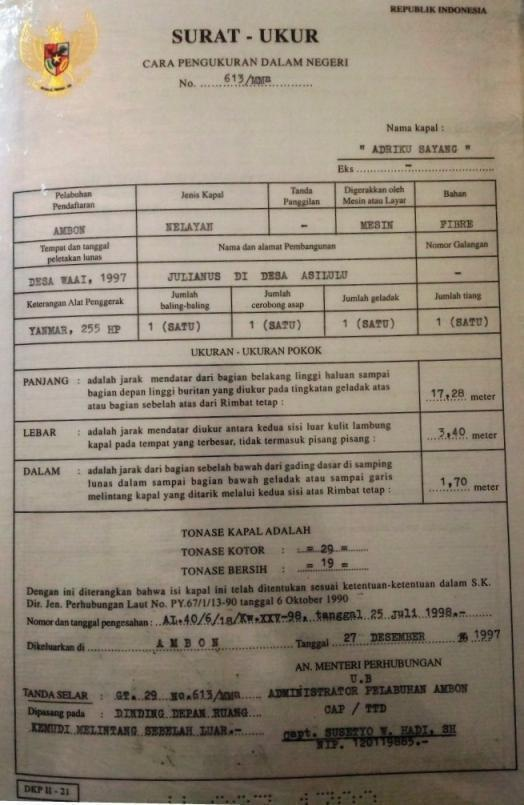 REPUBLIK INDONESIA
SURAT - UKUR
CARA PENGUKURAN DALAM NEGERI
No. 613/MMa
Nama kapal :
" ADRIKU SAYANG "
Eks -
Pelabuhan Pendaftaran
Jenis Kapal
Tanda Panggilan
Digerakkan oleh Mesin atau Layar
Bahan
AMBON
NELAYAN
-
MESIN
FIBRE
Tempat dan tanggal peletakan lunas
Nama dan alamat Pembangunan
Nomor Galangan
DESA WAAI, 1997
JULIANUS DI DESA ASILULU
-
Keterangan Alat Penggerak
Jumlah baling-baling
Jumlah cerobong asap
Jumlah geladak
Jumlah tiang
YANMAR, 255 HP
1 (SATU)
1 (SATU)
1 (SATU)
1 (SATU)
UKURAN - UKURAN POKOK
PANJANG : adalah jarak mendatar dari bagian belakang linggi haluan sampai
bagian depan linggi buritan yang diukur pada tingkatan geladak atas
atau bagian sebelah atas dari Rimbat tetap :
17,28 meter
LEBAR : adalah jarak mendatar diukur antara kedua sisi luar kulit lambung
kapal pada tempat yang terbesar, tidak termasuk pisang pisang :
3,40 meter
DALAM : adalah jarak dari bagian sebelah bawah dari gading dasar di samping
lunas dalam sampai bagian bawah geladak atau sampai garis
melintang kapal yang ditarik melalui kedua sisi atas Rimbat tetap :
1,70 meter
TONASE KAPAL ADALAH
TONASE KOTOR : = 29 =
TONASE BERSIH : = 19 =
Dengan ini diterangkan bahwa isi kapal ini telah ditentukan sesuai ketentuan-ketentuan dalam S.K.
Dir. Jen. Perhubungan Laut No. PY.67/1/13-90 tanggal 6 Oktober 1990
Nomor dan tanggal pengesahan : AL.40/6/18/Kw.XXV-98, tanggal 25 Juli 1998.-
Dikeluarkan di AMBON Tanggal 27 DESEMBER 1997
AN. MENTERI PERHUBUNGAN
U.B
ADMINISTRATOR PELABUHAN AMBON
TANDA SELAR : GT. 29 No.613/MMa
Dipasang pada : DINDING DEPAN RUANG
CAP / TTD
KEMUDI MELINTANG SEBELAH LUAR.-
capt. SUSETYO W. HADI, SH
NIP. 120119885.-
DKP II - 21